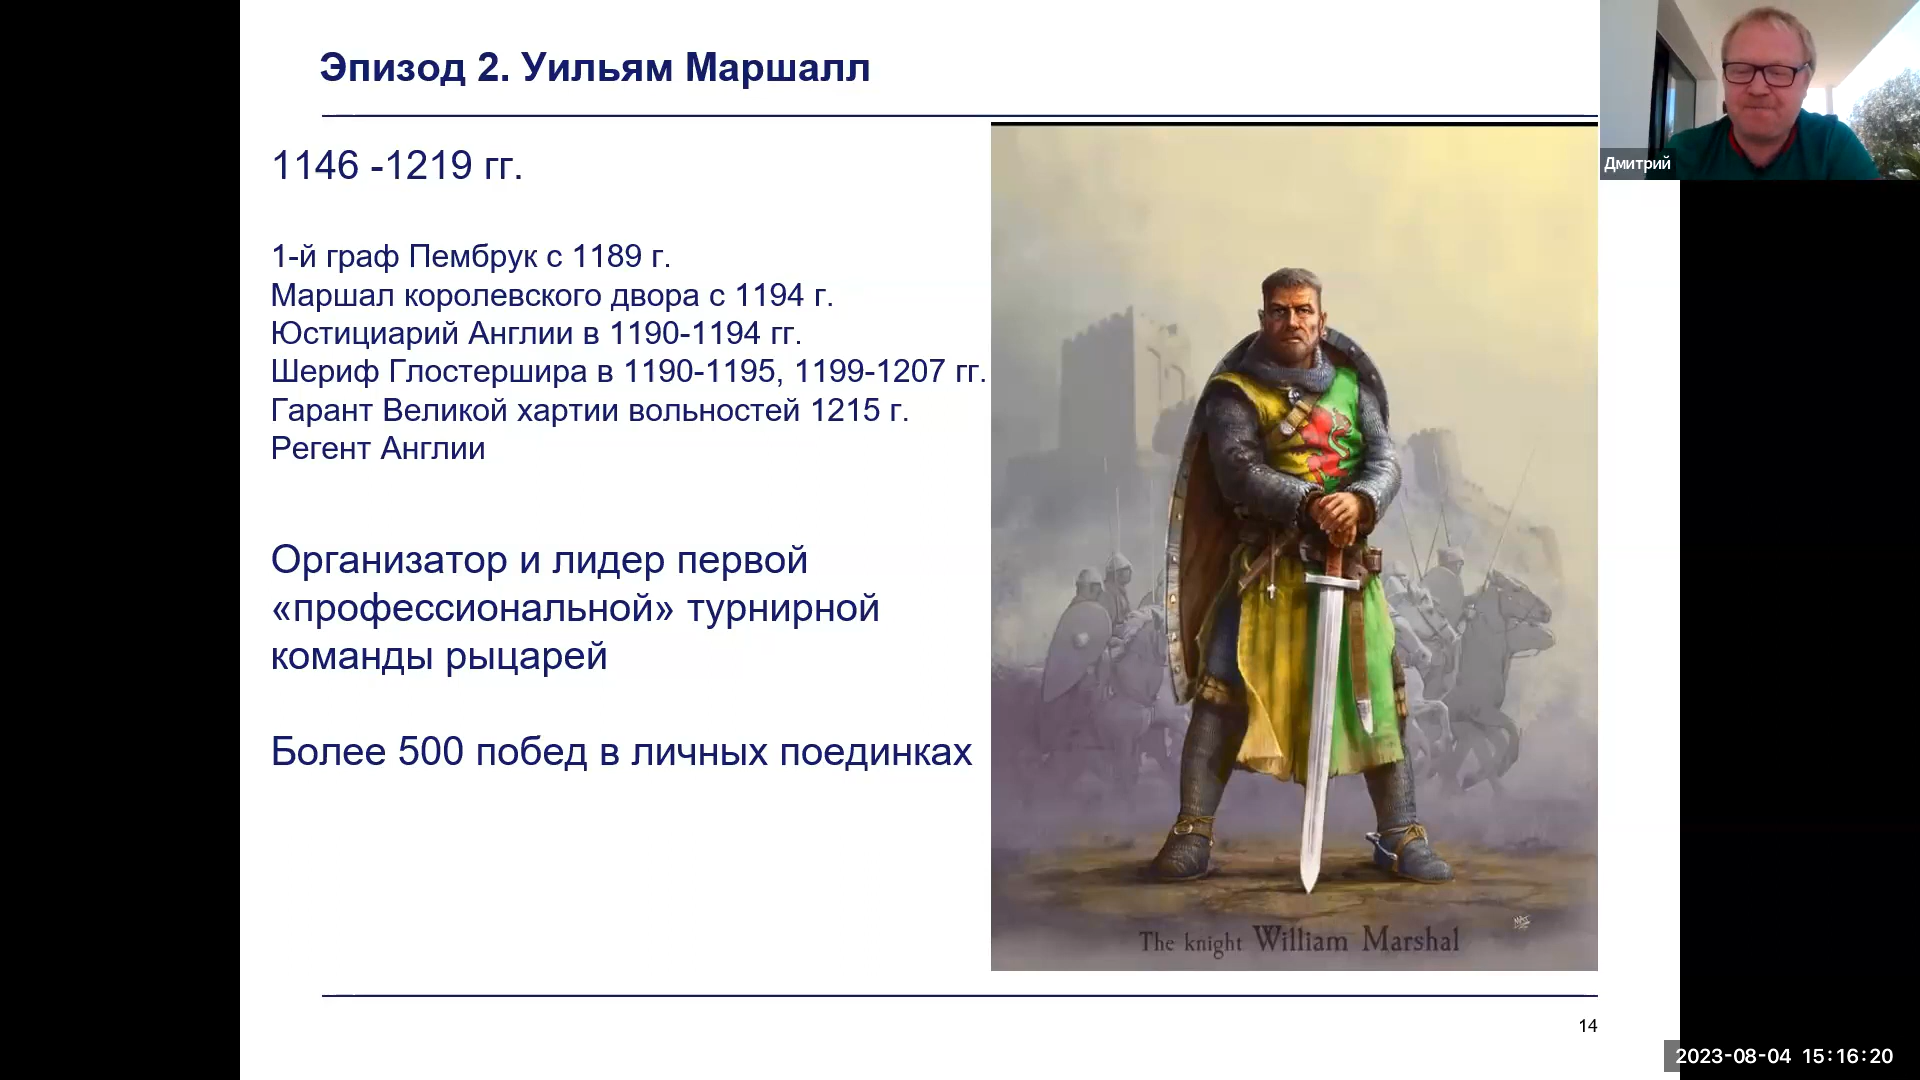 Эпизод 2. Уильям Маршалл
1146 -1219 гг.
1-й граф Пембрук с 1189 г.
Маршал королевского двора с 1194 г.
Юстициарий Англии в 1190-1194 гг.
Шериф Глостершира в 1190-1195, 1199-1207 гг.
Гарант Великой хартии вольностей 1215 г.
Регент Англии
Организатор и лидер первой
«профессиональной» турнирной
команды рыцарей
Более 500 побед в личных поединках
The knight William Marshal
14
Дмитрий
2023-08-04 15:16:20